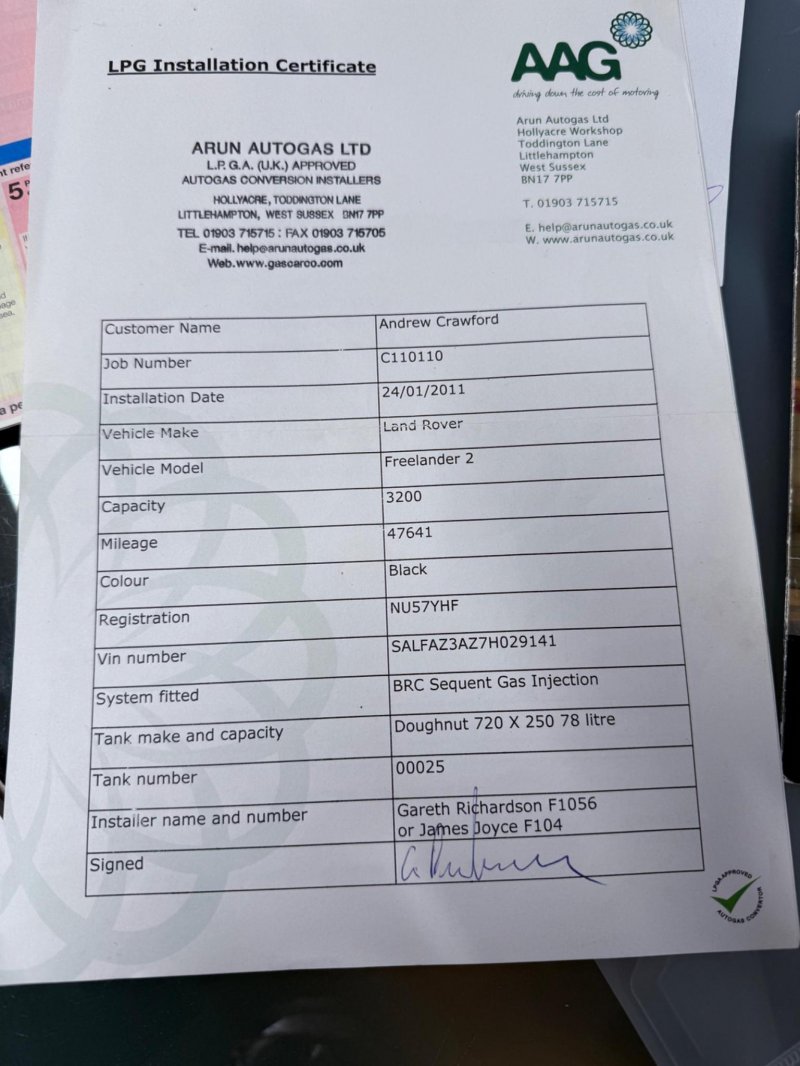 LPG Installation Certificate
AAG
driving down the cost of motoring
ARUN AUTOGAS LTD
L.P.G.A. (U.K.) APPROVED
AUTOGAS CONVERSION INSTALLERS
HOLLYACRE, TODDINGTON LANE
LITTLEHAMPTON, WEST SUSSEX BN17 7PP
TEL 01903 715715 : FAX 01903 715705
E-mail. help@arunautogas.co.uk
Web.www.gascarco.com
Arun Autogas Ltd
Hollyacre Workshop
Toddington Lane
Littlehampton
West Sussex
BN17 7PP
T. 01903 715715
E. help@arunautogas.co.uk
W. www.arunautogas.co.uk
Customer Name Andrew Crawford
Job Number C110110
Installation Date 24/01/2011
Vehicle Make Land Rover
Vehicle Model Freelander 2
Capacity 3200
Mileage 47641
Colour Black
Registration NU57YHF
Vin number SALFAZ3AZ7H029141
System fitted BRC Sequent Gas Injection
Tank make and capacity Doughnut 720 X 250 78 litre
Tank number 00025
Installer name and number Gareth Richardson F1056
or James Joyce F104
Signed
LPGA APPROVED
AUTOGAS CONVERTOR
5